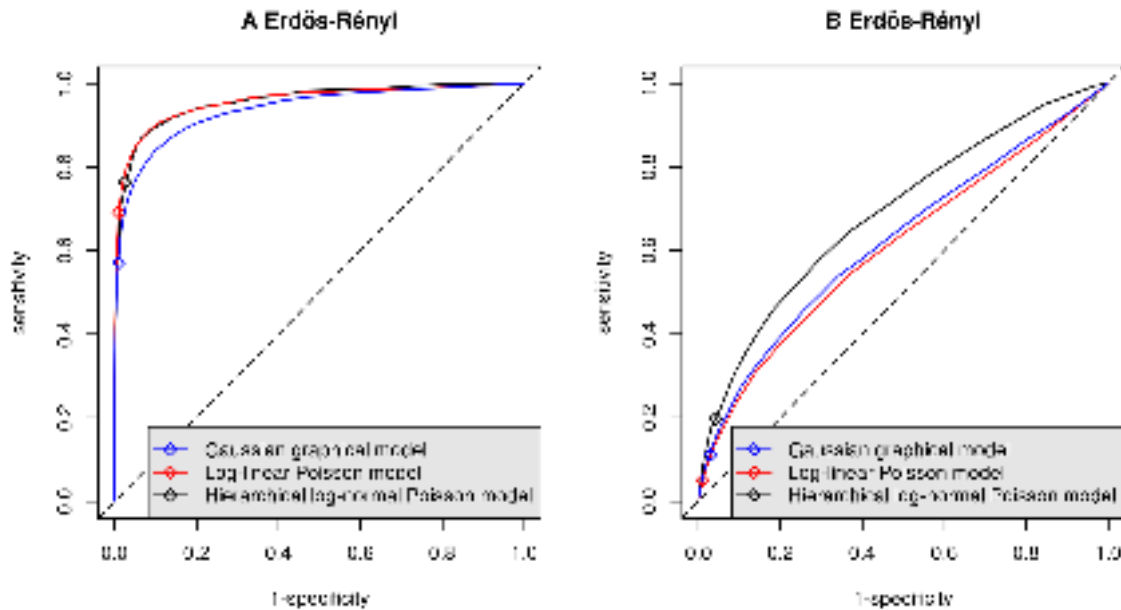 A Erdös-Rényi
B Erdös-Rényi
sensitivity
1.0
0.8
0.6
0.4
0.2
0.0
Gaussian graphical model
Log-linear Poisson model
Hierarchical log-normal Poisson model
0.0 0.2 0.4 0.6 0.8 1.0
1-specificity
sensitivity
1.0
0.8
0.6
0.4
0.2
0.0
Gaussian graphical model
Log-linear Poisson model
Hierarchical log-normal Poisson model
0.0 0.2 0.4 0.6 0.8 1.0
1-specificity